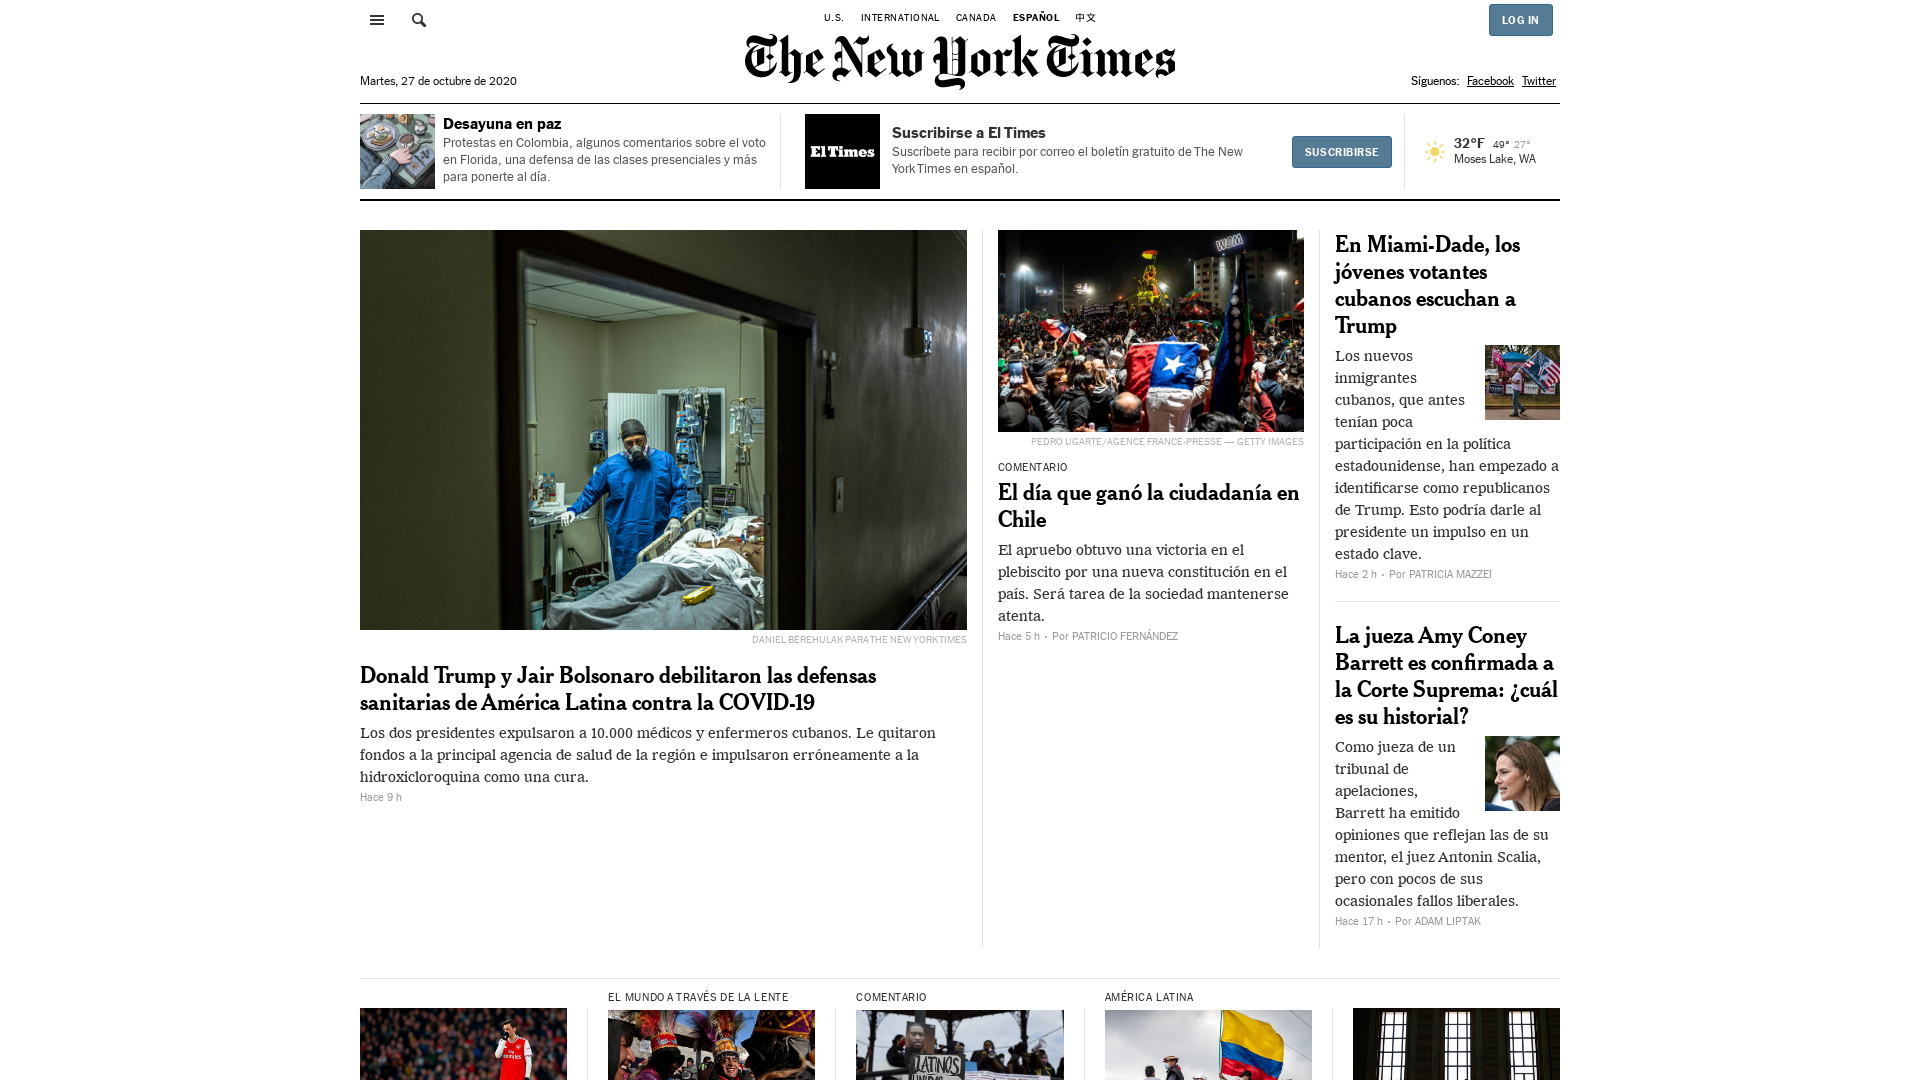 U.S. INTERNATIONAL CANADA ESPAÑOL 中文
LOG IN
The New York Times
Martes, 27 de octubre de 2020
Síguenos: Facebook Twitter
Desayuna en paz
Protestas en Colombia, algunos comentarios sobre el voto
en Florida, una defensa de las clases presenciales y más
para ponerte al día.
El Times
Suscribirse a El Times
Suscríbete para recibir por correo el boletín gratuito de The New
York Times en español.
SUSCRIBIRSE
32°F 49° 27°
Moses Lake, WA
DANIEL BEREHULAK PARA THE NEW YORK TIMES
Donald Trump y Jair Bolsonaro debilitaron las defensas
sanitarias de América Latina contra la COVID-19
Los dos presidentes expulsaron a 10.000 médicos y enfermeros cubanos. Le quitaron
fondos a la principal agencia de salud de la región e impulsaron erróneamente a la
hidroxicloroquina como una cura.
Hace 9 h
WOM
PEDRO UGARTE/AGENCE FRANCE-PRESSE — GETTY IMAGES
COMENTARIO
El día que ganó la ciudadanía en
Chile
El apruebo obtuvo una victoria en el
plebiscito por una nueva constitución en el
país. Será tarea de la sociedad mantenerse
atenta.
Hace 5 h • Por PATRICIO FERNÁNDEZ
En Miami-Dade, los
jóvenes votantes
cubanos escuchan a
Trump
Los nuevos
inmigrantes
cubanos, que antes
tenían poca
participación en la política
estadounidense, han empezado a
identificarse como republicanos
de Trump. Esto podría darle al
presidente un impulso en un
estado clave.
Hace 2 h • Por PATRICIA MAZZEI
La jueza Amy Coney
Barrett es confirmada a
la Corte Suprema: ¿cuál
es su historial?
Como jueza de un
tribunal de
apelaciones,
Barrett ha emitido
opiniones que reflejan las de su
mentor, el juez Antonin Scalia,
pero con pocos de sus
ocasionales fallos liberales.
Hace 17 h • Por ADAM LIPTAK
EL MUNDO A TRAVÉS DE LA LENTE
COMENTARIO
LATINOS
AMÉRICA LATINA